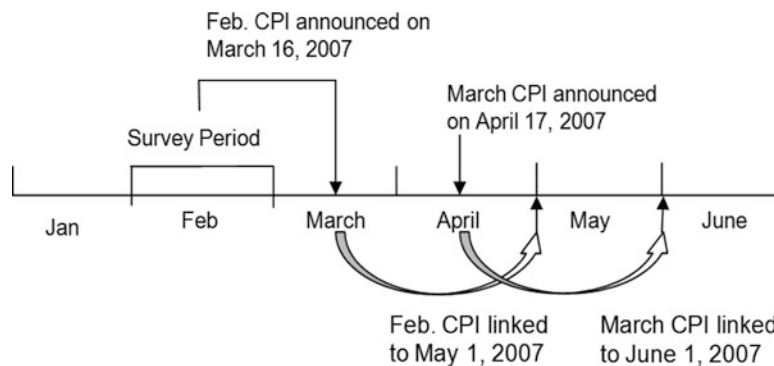 Feb. CPI announced on
March 16, 2007
March CPI announced
on April 17, 2007
Survey Period
Jan
Feb
March
April
May
June
Feb. CPI linked
to May 1, 2007
March CPI linked
to June 1, 2007